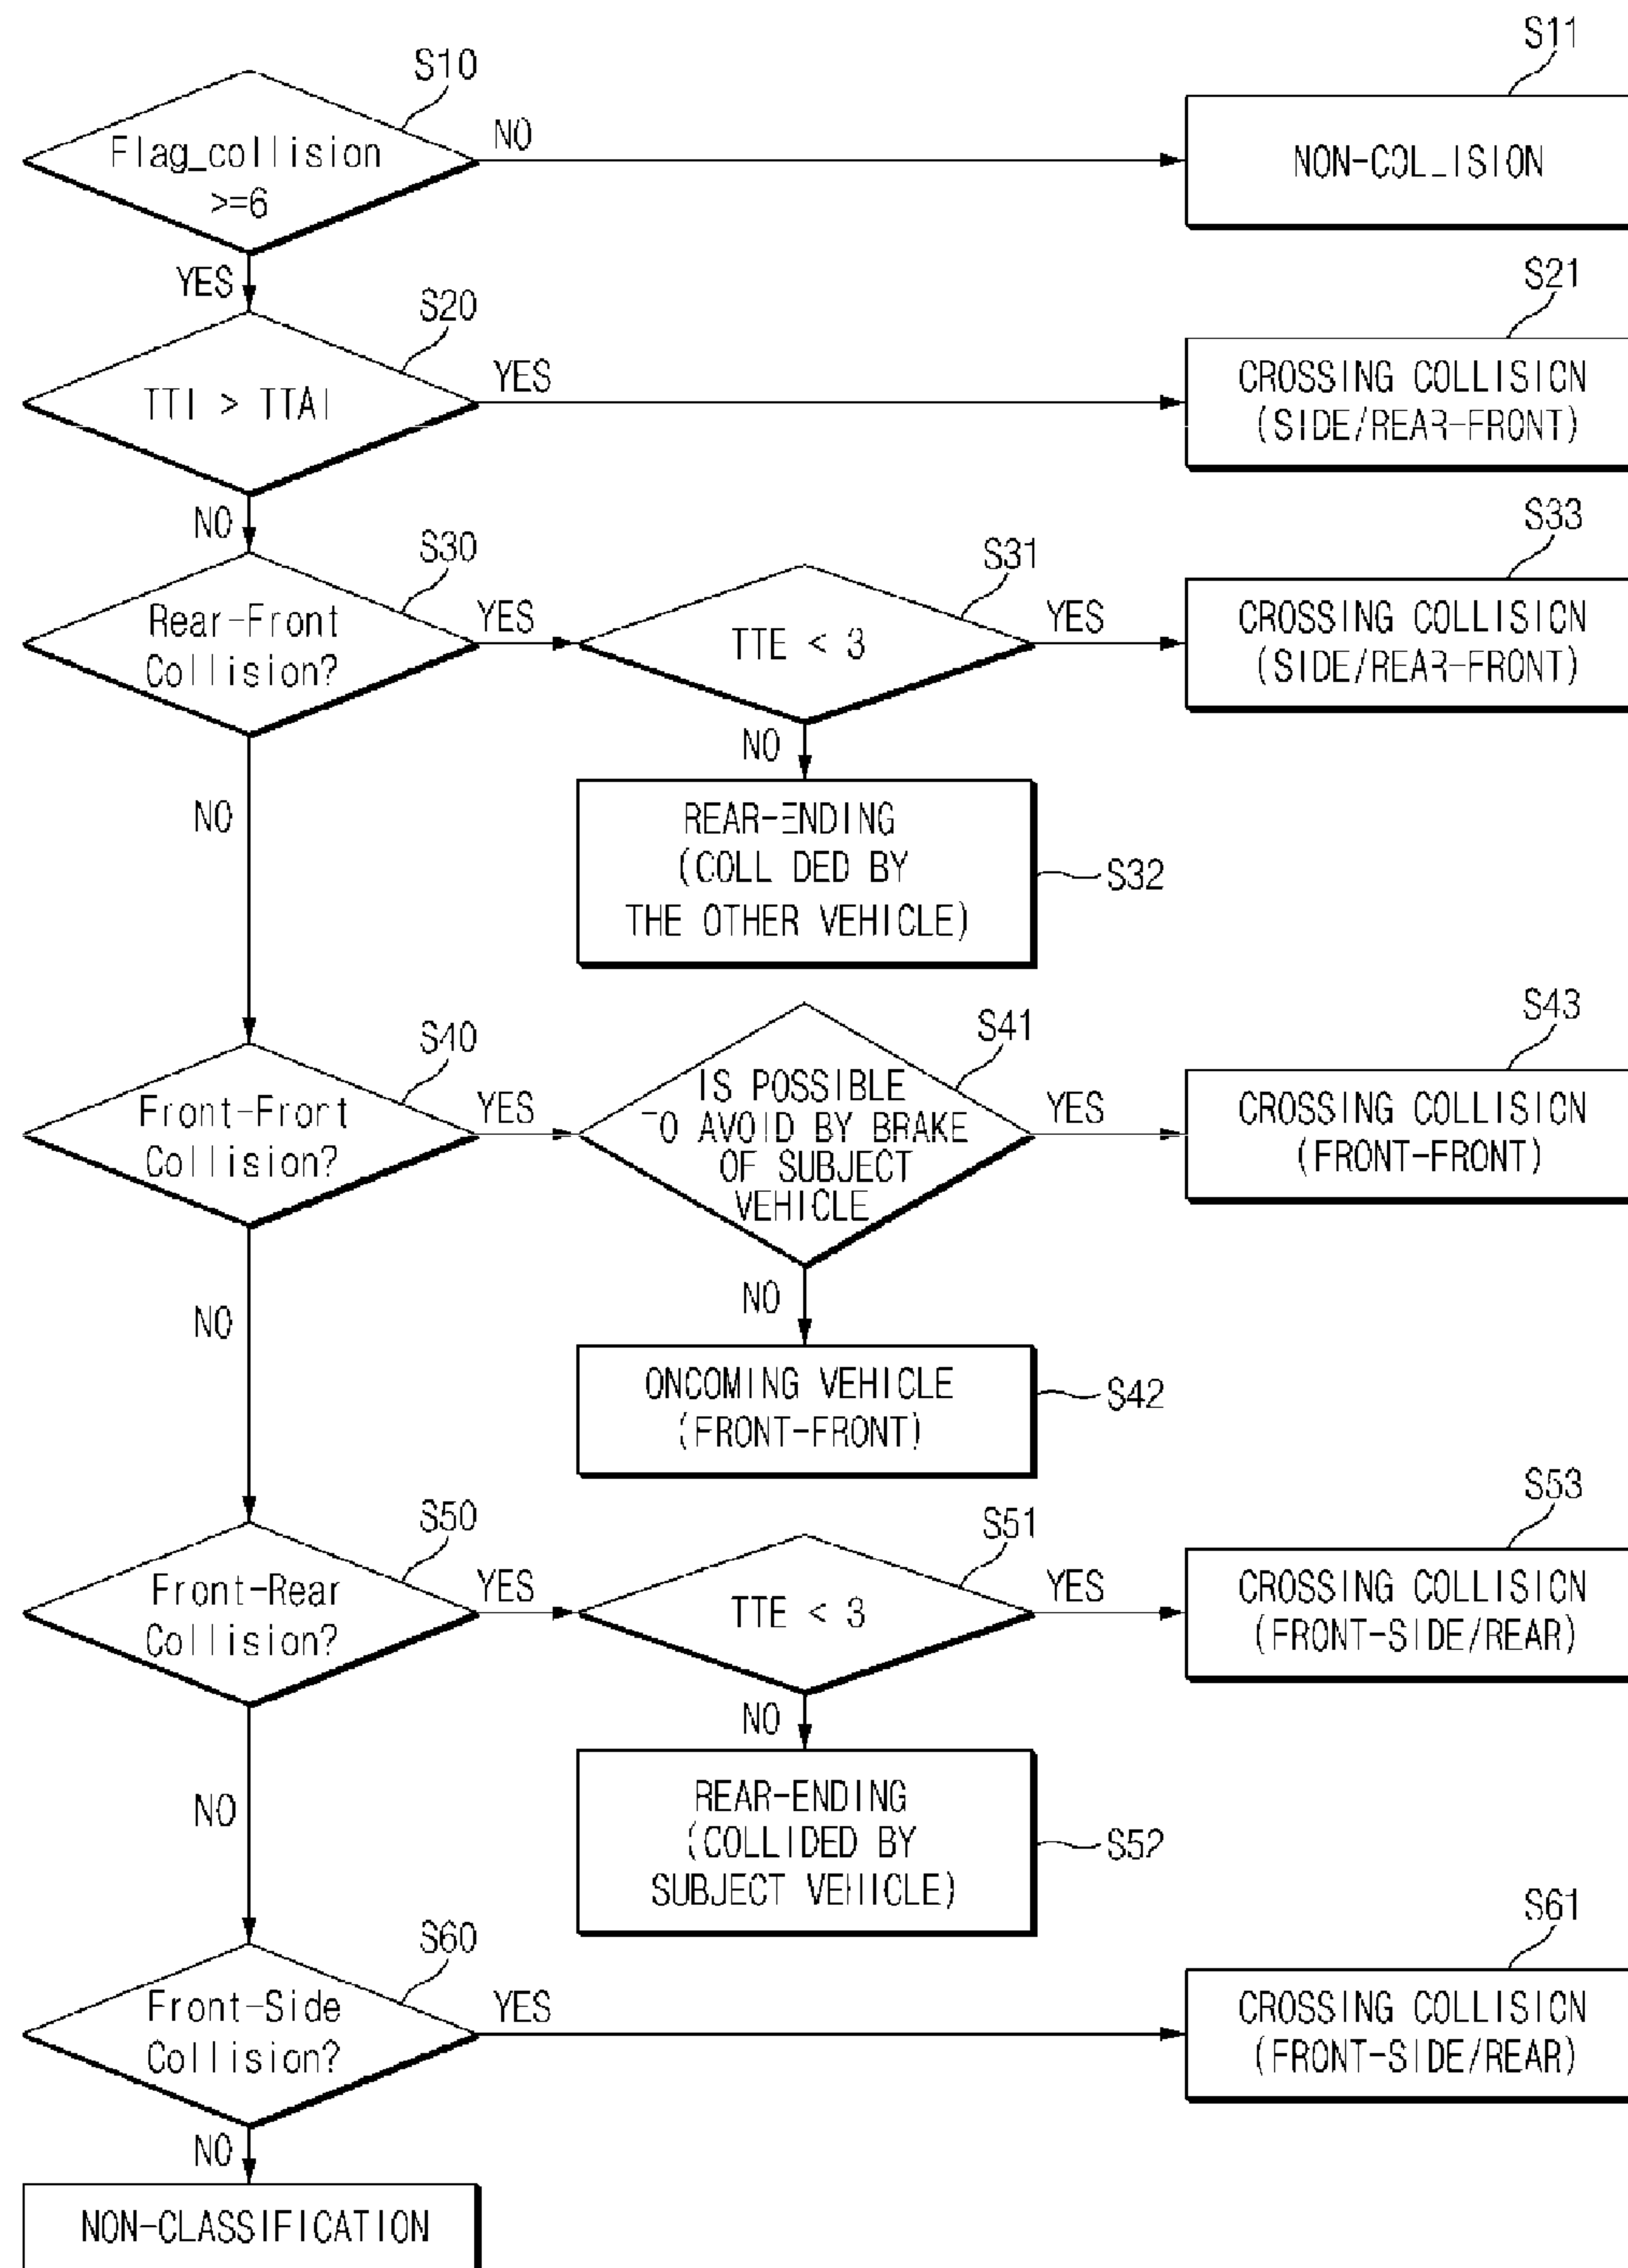 S10
Flag_collision
>=6
NO
S11
NON-COLLISION
YES
S20
TTI > TTAI
YES
S21
CROSSING COLLISION
(SIDE/REAR-FRONT)
NO
S30
Rear-Front
Collision?
YES
S31
TTE < 3
YES
S33
CROSSING COLLISION
(SIDE/REAR-FRONT)
NO
REAR-ENDING
(COLLIDED BY
THE OTHER VEHICLE)
S32
NO
S40
Front-Front
Collision?
YES
S41
IS POSSIBLE
TO AVOID BY BRAKE
OF SUBJECT
VEHICLE
YES
S43
CROSSING COLLISION
(FRONT-FRONT)
NO
ONCOMING VEHICLE
(FRONT-FRONT)
S42
NO
S50
Front-Rear
Collision?
YES
S51
TTE < 3
YES
S53
CROSSING COLLISION
(FRONT-SIDE/REAR)
NO
REAR-ENDING
(COLLIDED BY
SUBJECT VEHICLE)
S52
NO
S60
Front-Side
Collision?
YES
S61
CROSSING COLLISION
(FRONT-SIDE/REAR)
NO
NON-CLASSIFICATION